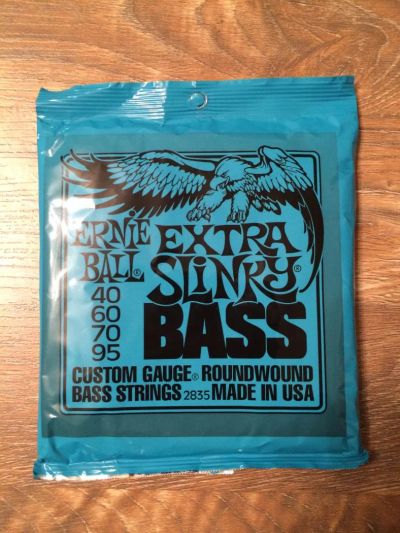 ERNIE BALL®
EXTRA SLINKY®
BASS
40
60
70
95
CUSTOM GAUGE® ROUNDWOUND
BASS STRINGS 2835 MADE IN USA